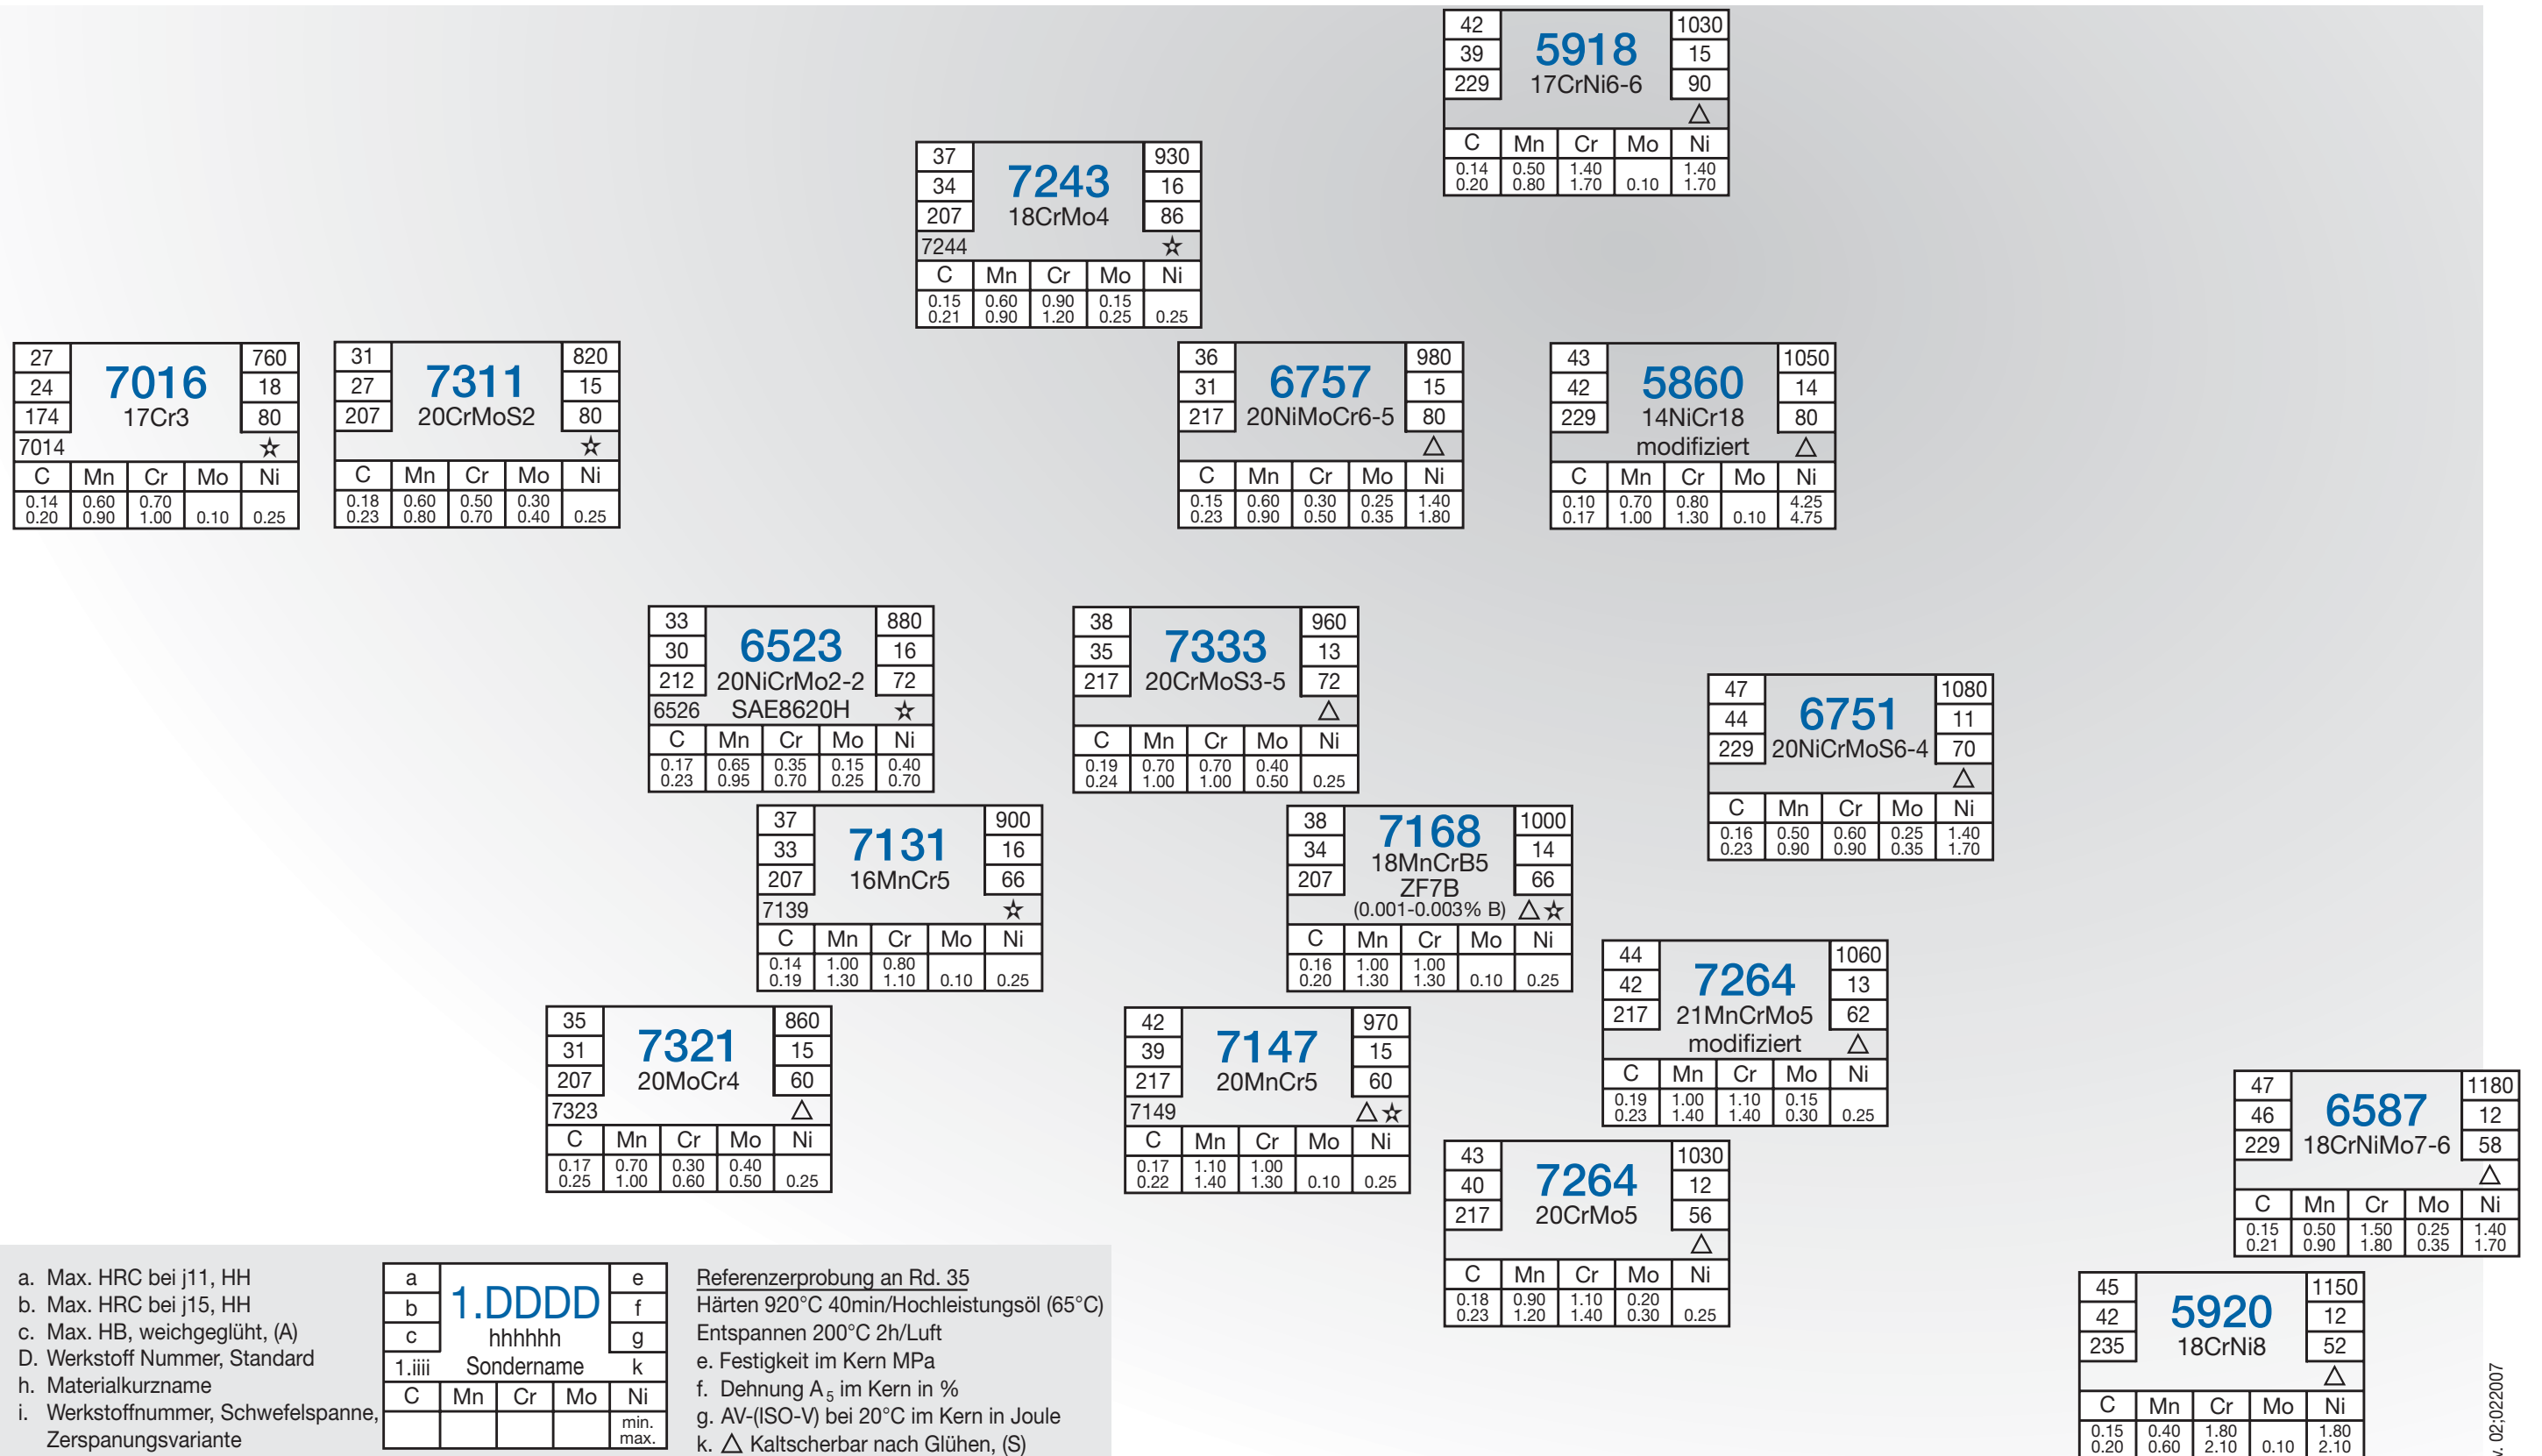 42 1030
39 5918 15
229 17CrNi6-6 90
△
C Mn Cr Mo Ni
0.14 0.50 1.40 1.40
0.20 0.80 1.70 0.10 1.70
37 930
34 7243 16
207 18CrMo4 86
7244 ☆
C Mn Cr Mo Ni
0.15 0.60 0.90 0.15
0.21 0.90 1.20 0.25 0.25
27 760
24 7016 18
174 17Cr3 80
7014 ☆
C Mn Cr Mo Ni
0.14 0.60 0.70
0.20 0.90 1.00 0.10 0.25
31 820
27 7311 15
207 20CrMoS2 80
☆
C Mn Cr Mo Ni
0.18 0.60 0.50 0.30
0.23 0.80 0.70 0.40 0.25
36 980
31 6757 15
217 20NiMoCr6-5 80
△
C Mn Cr Mo Ni
0.15 0.60 0.30 0.25 1.40
0.23 0.90 0.50 0.35 1.80
43 1050
42 5860 14
229 14NiCr18 80
modifiziert △
C Mn Cr Mo Ni
0.10 0.70 0.80 4.25
0.17 1.00 1.30 0.10 4.75
33 880
30 6523 16
212 20NiCrMo2-2 72
6526 SAE8620H ☆
C Mn Cr Mo Ni
0.17 0.65 0.35 0.15 0.40
0.23 0.95 0.70 0.25 0.70
38 960
35 7333 13
217 20CrMoS3-5 72
△
C Mn Cr Mo Ni
0.19 0.70 0.70 0.40
0.24 1.00 1.00 0.50 0.25
47 1080
44 6751 11
229 20NiCrMoS6-4 70
△
C Mn Cr Mo Ni
0.16 0.50 0.60 0.25 1.40
0.23 0.90 0.90 0.35 1.70
37 900
33 7131 16
207 16MnCr5 66
7139 ☆
C Mn Cr Mo Ni
0.14 1.00 0.80
0.19 1.30 1.10 0.10 0.25
38 7168 1000
34 18MnCrB5 14
207 ZF7B 66
(0.001-0.003% B) △☆
C Mn Cr Mo Ni
0.16 1.00 1.00
0.20 1.30 1.30 0.10 0.25
44 1060
42 7264 13
217 21MnCrMo5 62
modifiziert △
C Mn Cr Mo Ni
0.19 1.00 1.10 0.15
0.23 1.40 1.40 0.30 0.25
35 860
31 7321 15
207 20MoCr4 60
7323 △
C Mn Cr Mo Ni
0.17 0.70 0.30 0.40
0.25 1.00 0.60 0.50 0.25
42 970
39 7147 15
217 20MnCr5 60
7149 △☆
C Mn Cr Mo Ni
0.17 1.10 1.00
0.22 1.40 1.30 0.10 0.25
47 1180
46 6587 12
229 18CrNiMo7-6 58
△
C Mn Cr Mo Ni
0.15 0.50 1.50 0.25 1.40
0.21 0.90 1.80 0.35 1.70
43 1030
40 7264 12
217 20CrMo5 56
△
C Mn Cr Mo Ni
0.18 0.90 1.10 0.20
0.23 1.20 1.40 0.30 0.25
45 1150
42 5920 12
235 18CrNi8 52
△
C Mn Cr Mo Ni
0.15 0.40 1.80 1.80
0.20 0.60 2.10 0.10 2.10
a. Max. HRC bei j11, HH
b. Max. HRC bei j15, HH
c. Max. HB, weichgeglüht, (A)
D. Werkstoff Nummer, Standard
h. Materialkurzname
i. Werkstoffnummer, Schwefelspanne,
Zerspanungsvariante
a e
b 1.DDDD f
c hhhhhh g
1.iiii Sondername k
C Mn Cr Mo Ni
min.
max.
Referenzerprobung an Rd. 35
Härten 920°C 40min/Hochleistungsöl (65°C)
Entspannen 200°C 2h/Luft
e. Festigkeit im Kern MPa
f. Dehnung A5 im Kern in %
g. AV-(ISO-V) bei 20°C im Kern in Joule
k. △ Kaltscherbar nach Glühen, (S)
02;022007